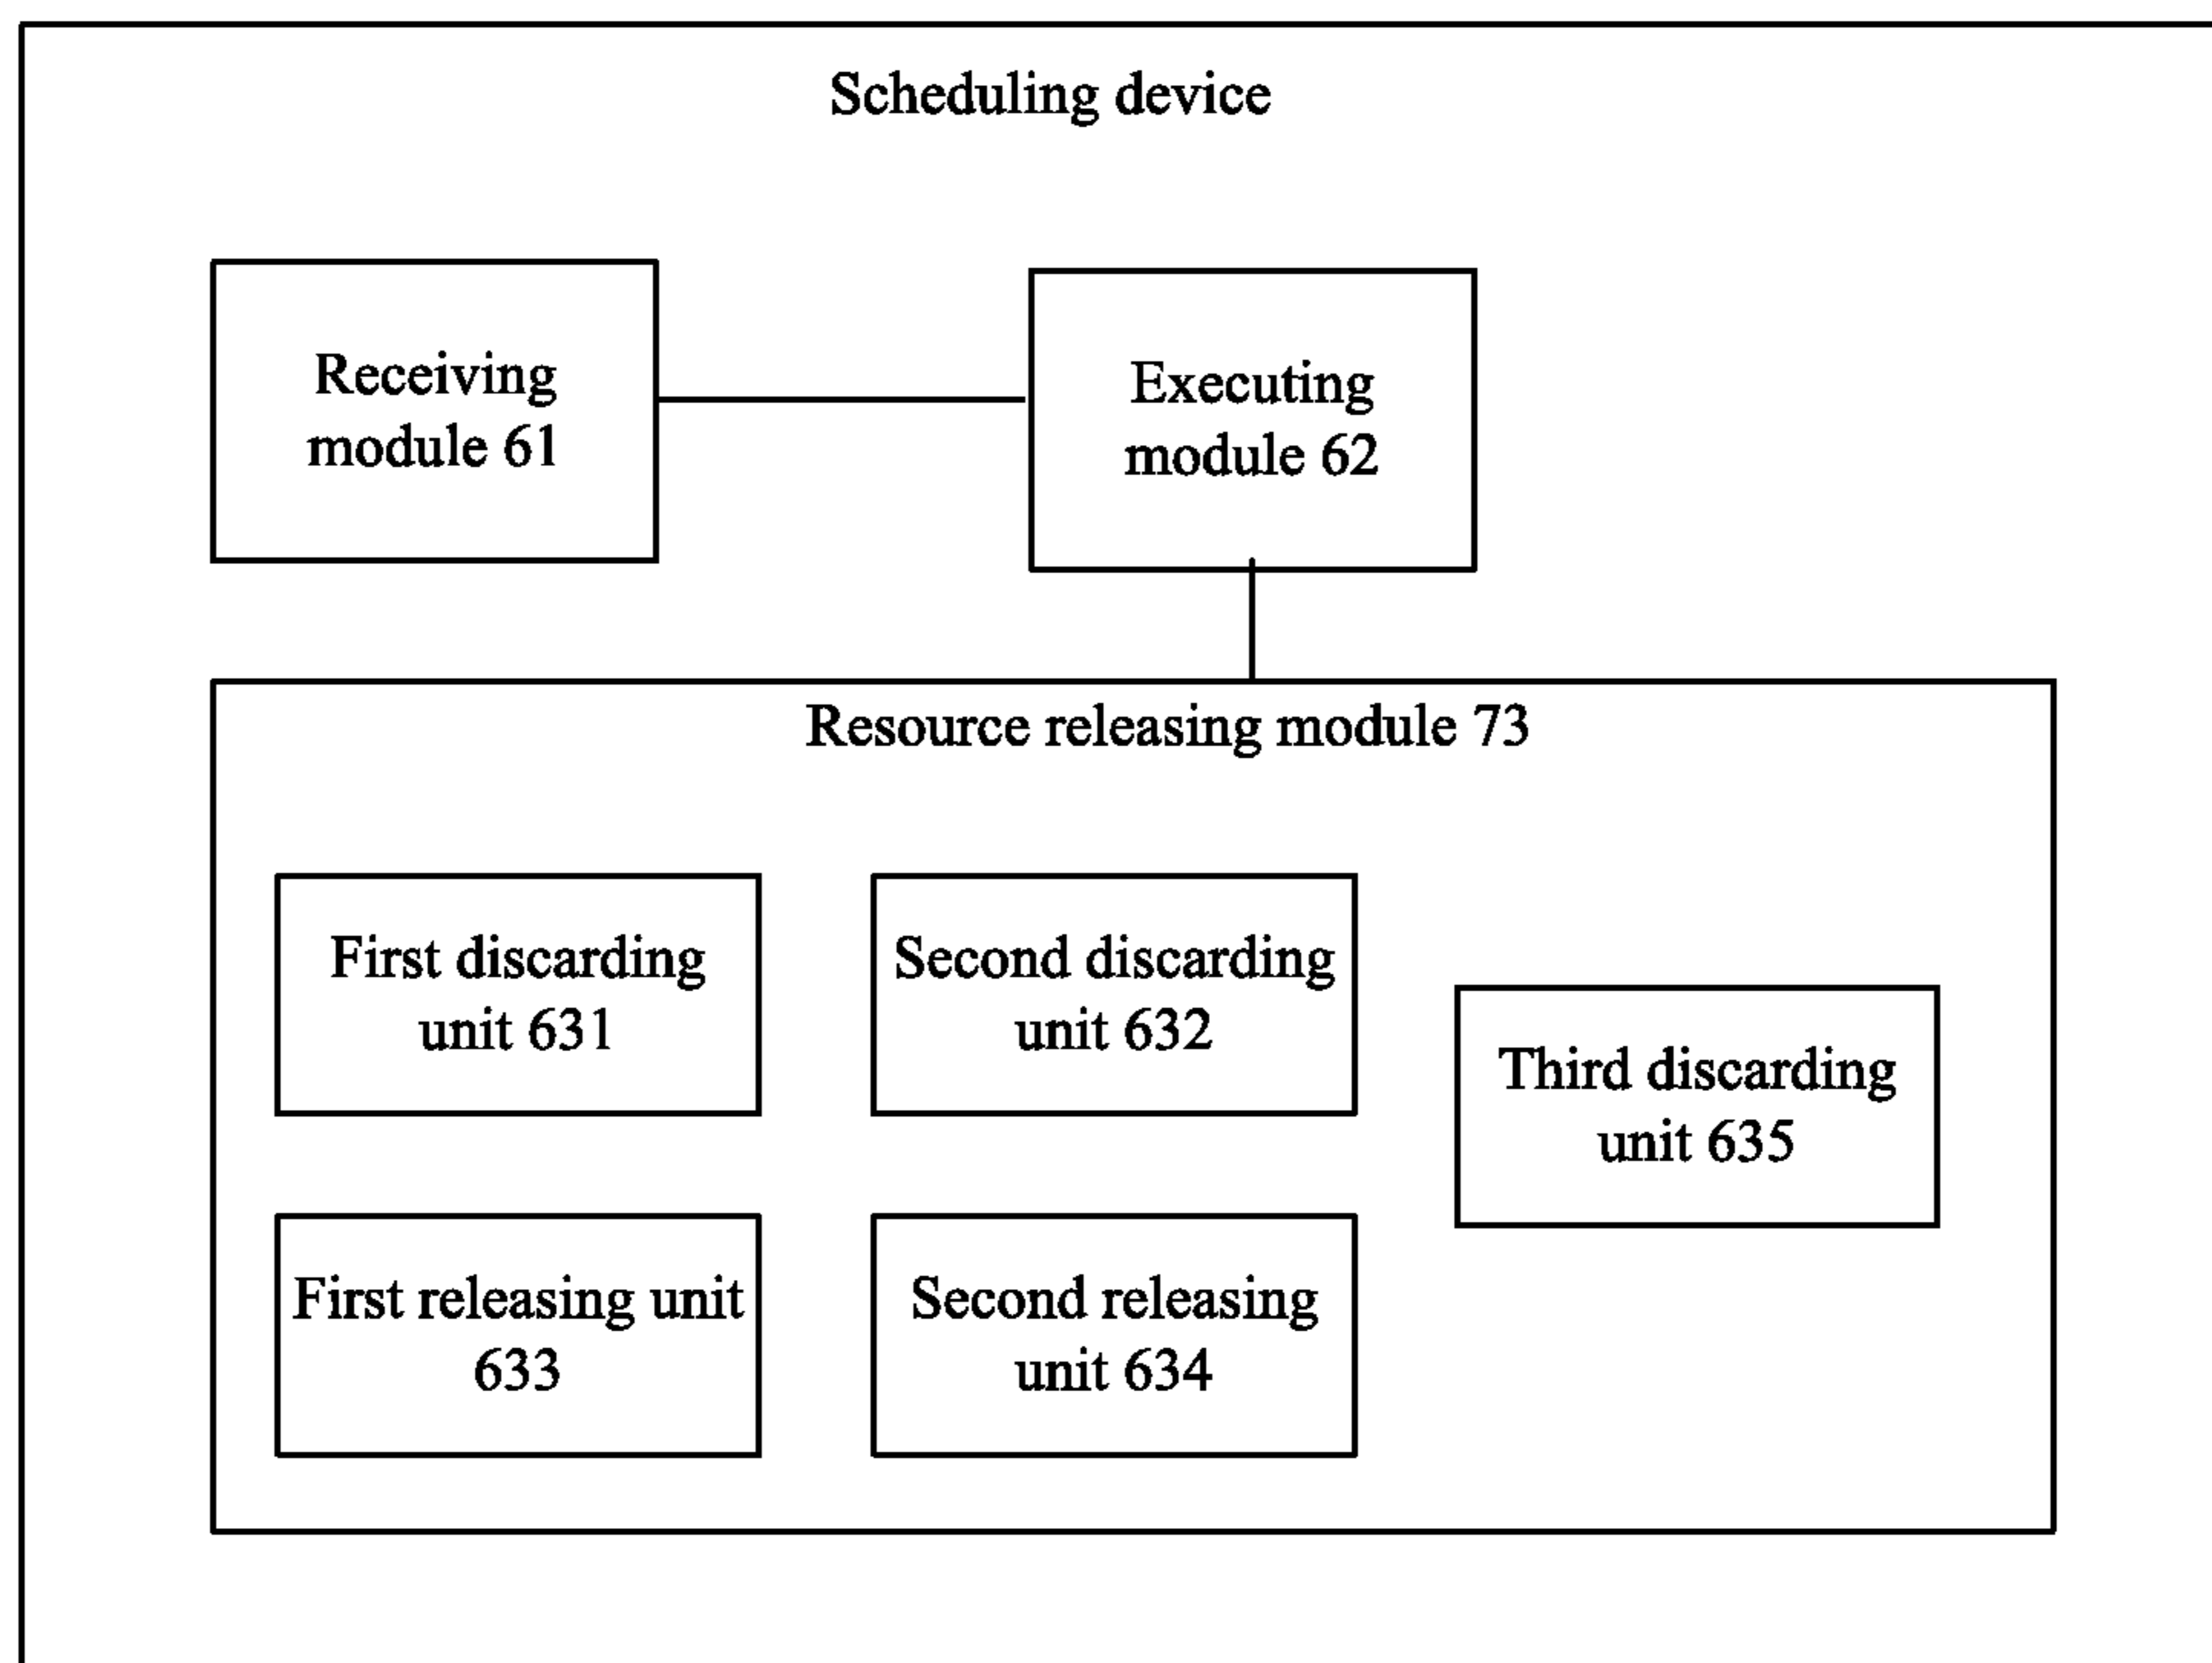 Scheduling device
Receiving
module 61
Executing
module 62
Resource releasing module 73
First discarding
unit 631
Second discarding
unit 632
Third discarding
unit 635
First releasing unit
633
Second releasing
unit 634